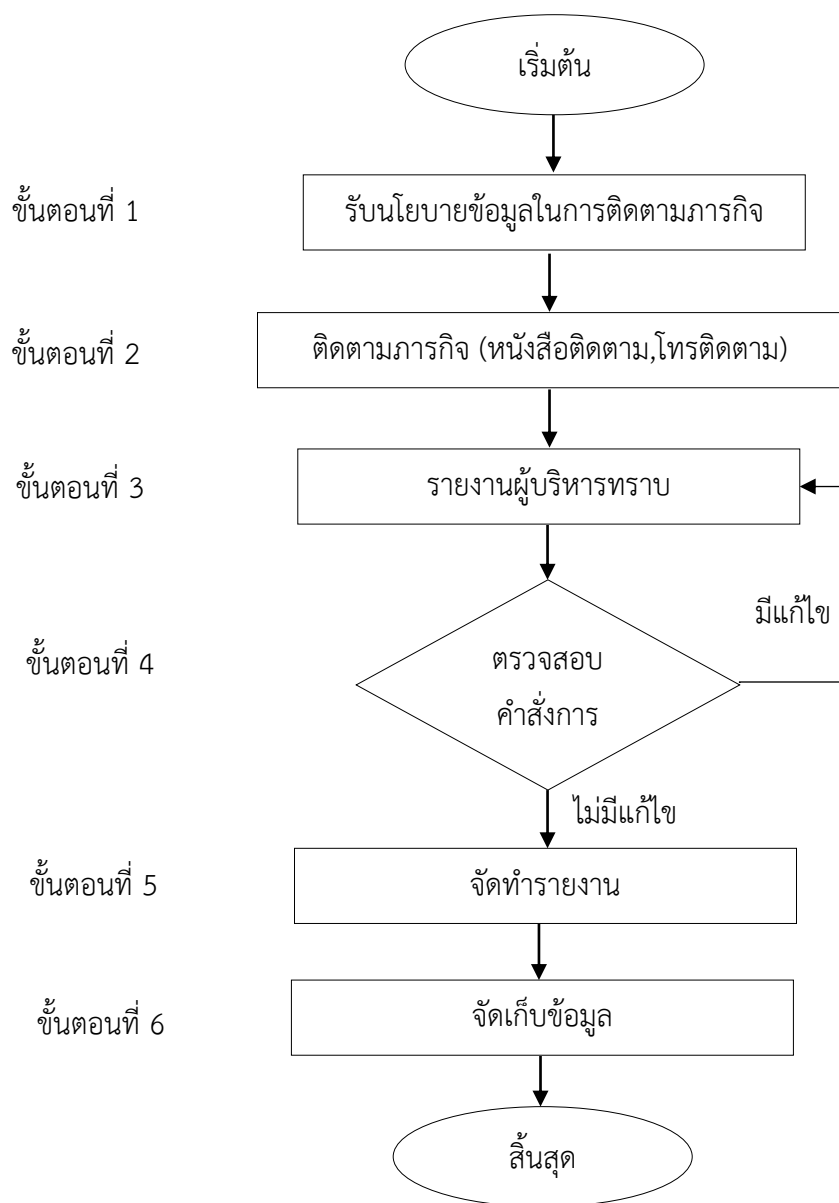 เริ่มต้น
ขั้นตอนที่ 1
รับนโยบายข้อมูลในการติดตามภารกิจ
ขั้นตอนที่ 2
ติดตามภารกิจ (หนังสือติดตาม,โทรติดตาม)
ขั้นตอนที่ 3
รายงานผู้บริหารทราบ
มีแก้ไข
ขั้นตอนที่ 4
ตรวจสอบ
คำสั่งการ
ไม่มีแก้ไข
ขั้นตอนที่ 5
จัดทำรายงาน
ขั้นตอนที่ 6
จัดเก็บข้อมูล
สิ้นสุด